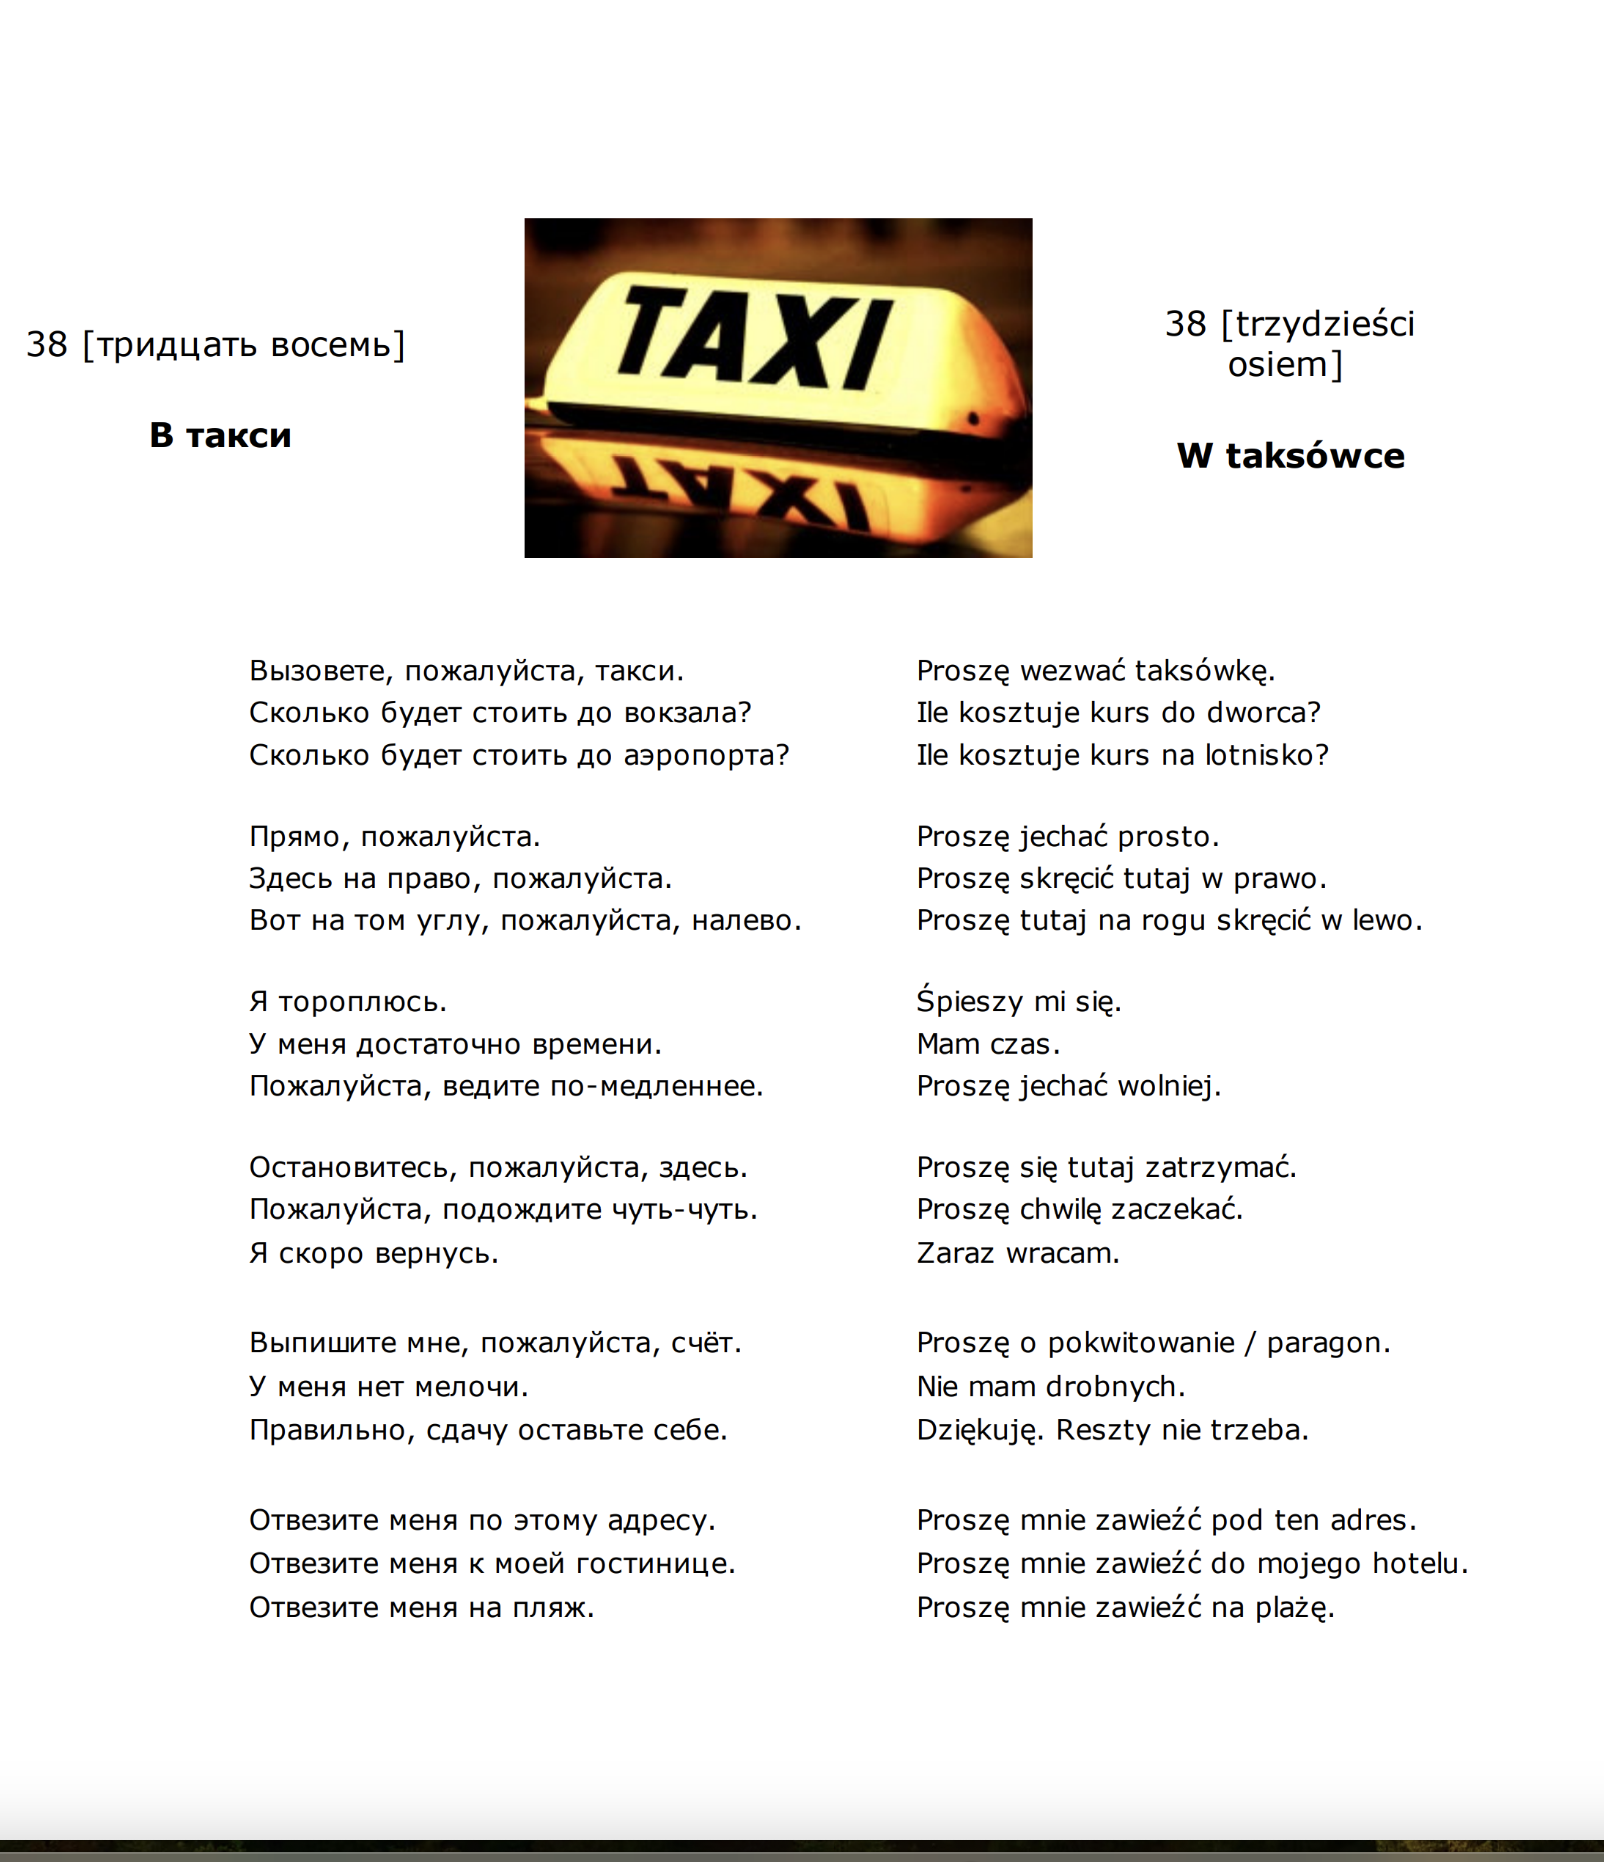 38 [тридцать восемь]
В такси
TAXI
TAXI
38 [trzydzieści
osiem]
W taksówce
Вызовете, пожалуйста, такси.
Сколько будет стоить до вокзала?
Сколько будет стоить до аэропорта?
Прямо, пожалуйста.
Здесь на право, пожалуйста.
Вот на том углу, пожалуйста, налево.
Я тороплюсь.
У меня достаточно времени.
Пожалуйста, ведите по-медленнее.
Остановитесь, пожалуйста, здесь.
Пожалуйста, подождите чуть-чуть.
Я скоро вернусь.
Выпишите мне, пожалуйста, счёт.
У меня нет мелочи.
Правильно, сдачу оставьте себе.
Отвезите меня по этому адресу.
Отвезите меня к моей гостинице.
Отвезите меня на пляж.
Proszę wezwać taksówkę.
Ile kosztuje kurs do dworca?
Ile kosztuje kurs na lotnisko?
Proszę jechać prosto.
Proszę skręcić tutaj w prawo.
Proszę tutaj na rogu skręcić w lewo.
Śpieszy mi się.
Mam czas.
Proszę jechać wolniej.
Proszę się tutaj zatrzymać.
Proszę chwilę zaczekać.
Zaraz wracam.
Proszę o pokwitowanie / paragon.
Nie mam drobnych.
Dziękuję. Reszty nie trzeba.
Proszę mnie zawieźć pod ten adres.
Proszę mnie zawieźć do mojego hotelu.
Proszę mnie zawieźć na plażę.